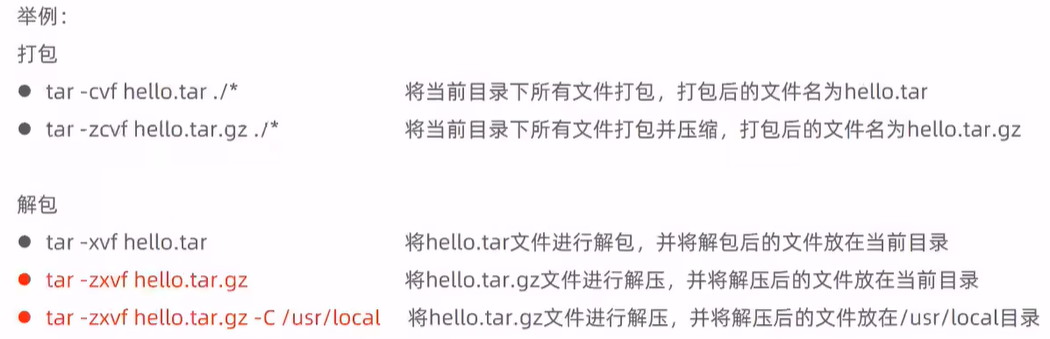 举例：
打包
● tar -cvf hello.tar ./* 将当前目录下所有文件打包，打包后的文件名为hello.tar
● tar -zcvf hello.tar.gz ./* 将当前目录下所有文件打包并压缩，打包后的文件名为hello.tar.gz
解包
● tar -xvf hello.tar 将hello.tar文件进行解包，并将解包后的文件放在当前目录
● tar -zxvf hello.tar.gz 将hello.tar.gz文件进行解压，并将解压后的文件放在当前目录
● tar -zxvf hello.tar.gz -C /usr/local 将hello.tar.gz文件进行解压，并将解压后的文件放在/usr/local目录